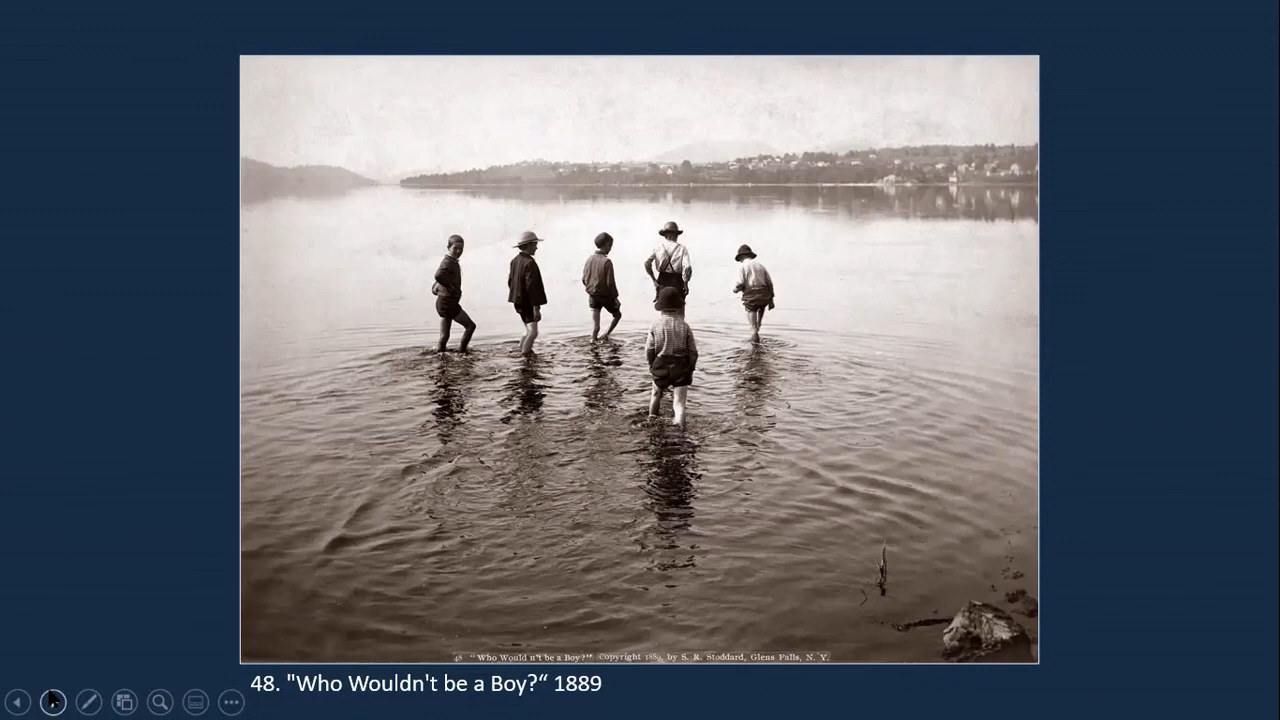 48 "Who Would n't be a Boy?" Copyright 1889, by S. R. Stoddard, Glens Falls, N. Y.
48. "Who Wouldn't be a Boy?“ 1889